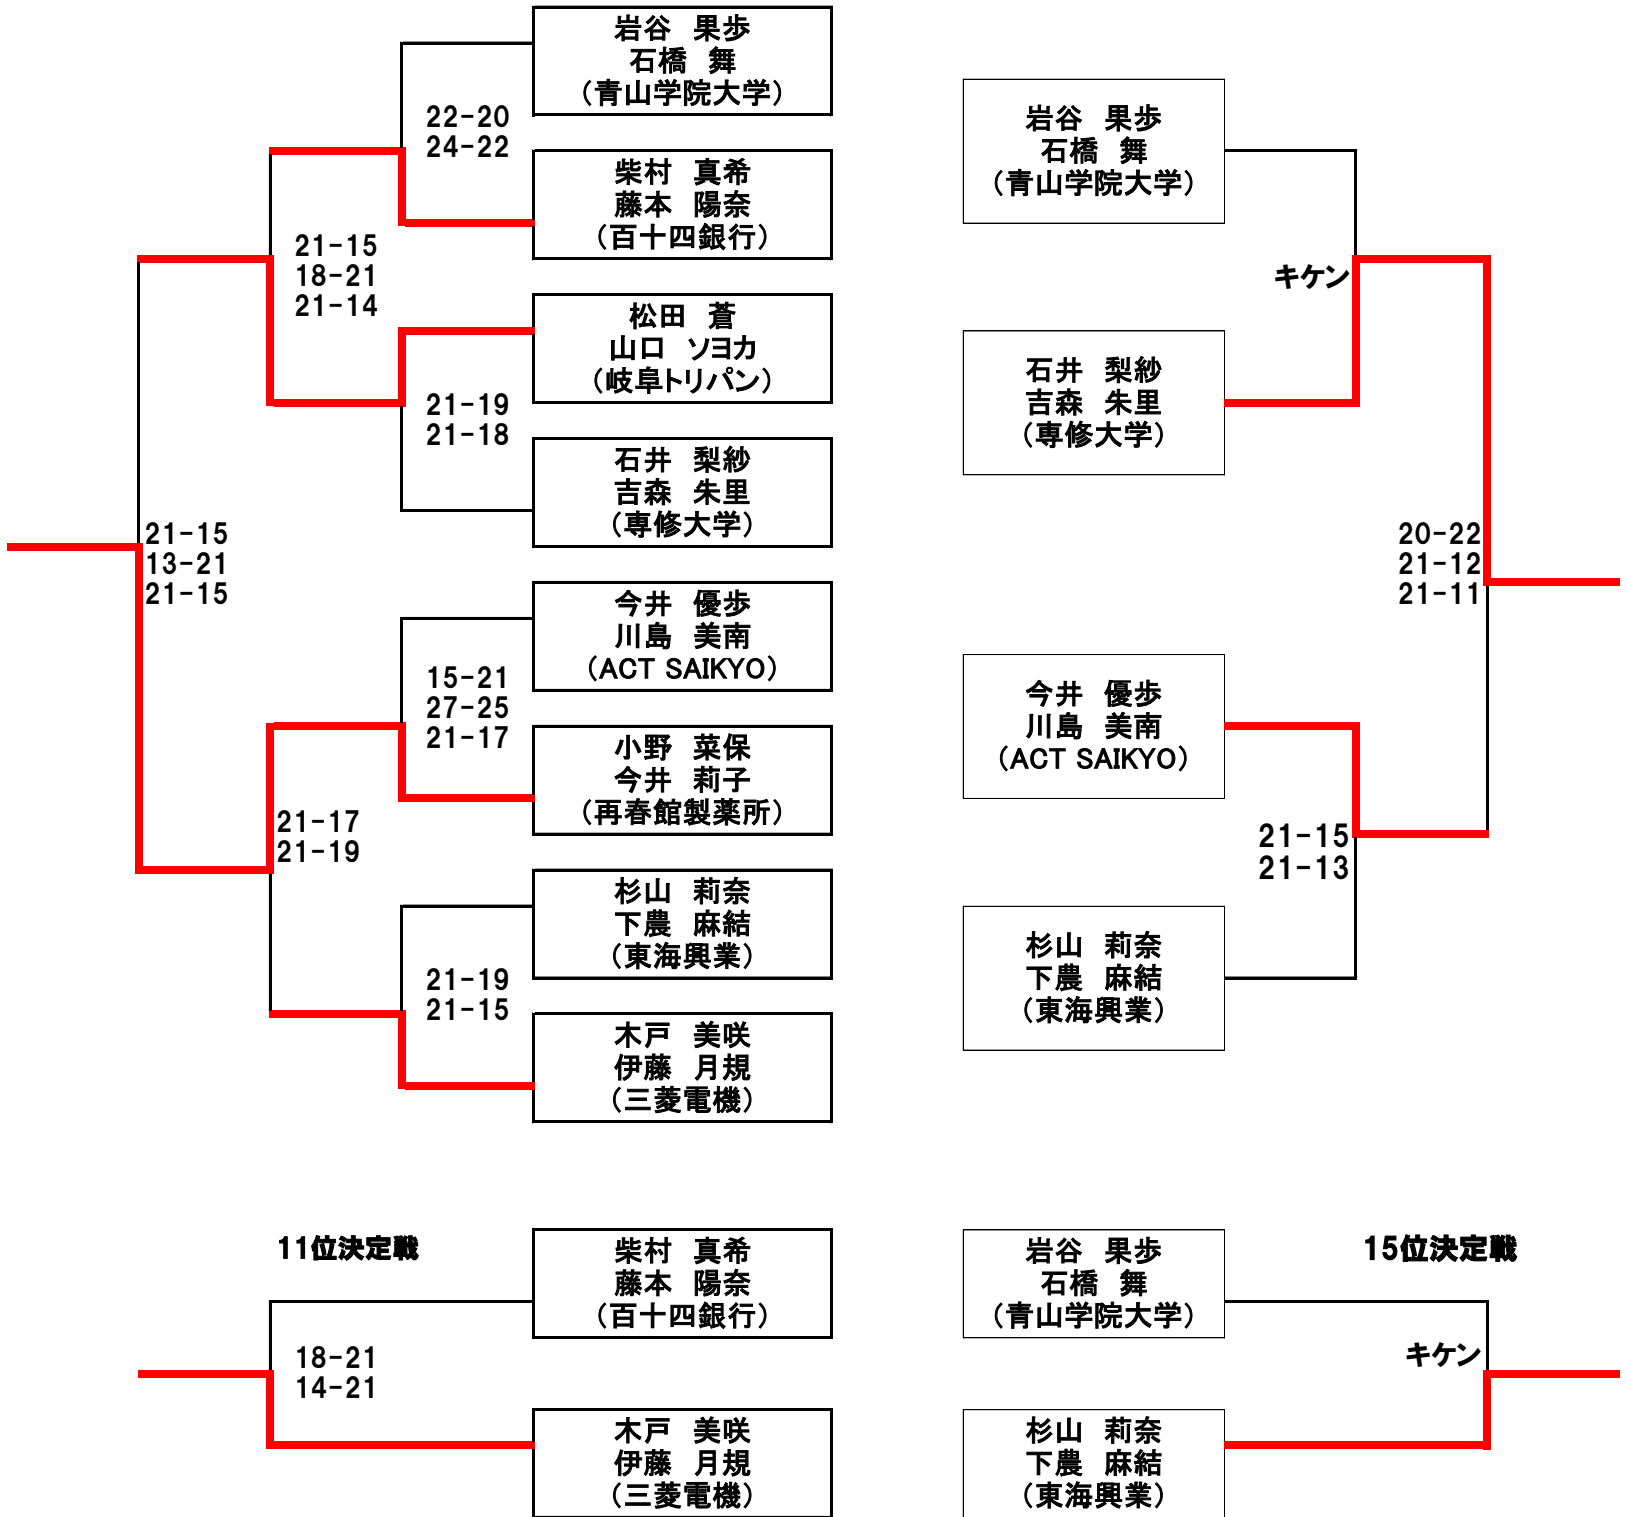 岩谷　果歩
石橋　舞
（青山学院大学）
22-20
24-22
柴村　真希
藤本　陽奈
（百十四銀行）
21-15
18-21
21-14
松田　蒼
山口　ソヨカ
（岐阜トリパン）
21-19
21-18
石井　梨紗
吉森　朱里
（専修大学）
21-15
13-21
21-15
今井　優歩
川島　美南
（ACT SAIKYO）
15-21
27-25
21-17
小野　菜保
今井　莉子
（再春館製薬所）
21-17
21-19
杉山　莉奈
下農　麻結
（東海興業）
21-19
21-15
木戸　美咲
伊藤　月規
（三菱電機）
岩谷　果歩
石橋　舞
（青山学院大学）
キケン
石井　梨紗
吉森　朱里
（専修大学）
20-22
21-12
21-11
今井　優歩
川島　美南
（ACT SAIKYO）
21-15
21-13
杉山　莉奈
下農　麻結
（東海興業）
11位決定戦
柴村　真希
藤本　陽奈
（百十四銀行）
18-21
14-21
木戸　美咲
伊藤　月規
（三菱電機）
15位決定戦
岩谷　果歩
石橋　舞
（青山学院大学）
キケン
杉山　莉奈
下農　麻結
（東海興業）